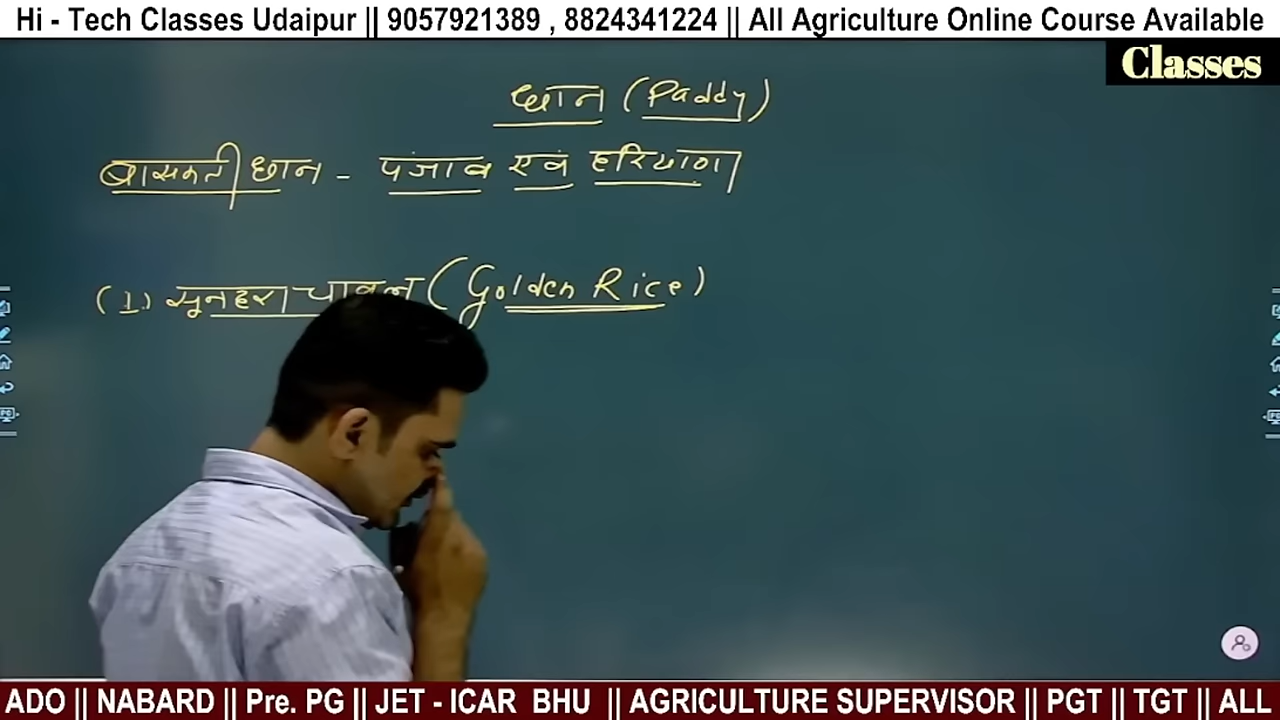 Hi - Tech Classes Udaipur || 9057921389 , 8824341224 || All Agriculture Online Course Available
Classes
धान (Paddy)
बासमती धान - पंजाब एवं हरियाणा
(1.) सुनहरा चावल (Golden Rice)
ADO || NABARD || Pre. PG || JET - ICAR BHU || AGRICULTURE SUPERVISOR || PGT || TGT || ALL